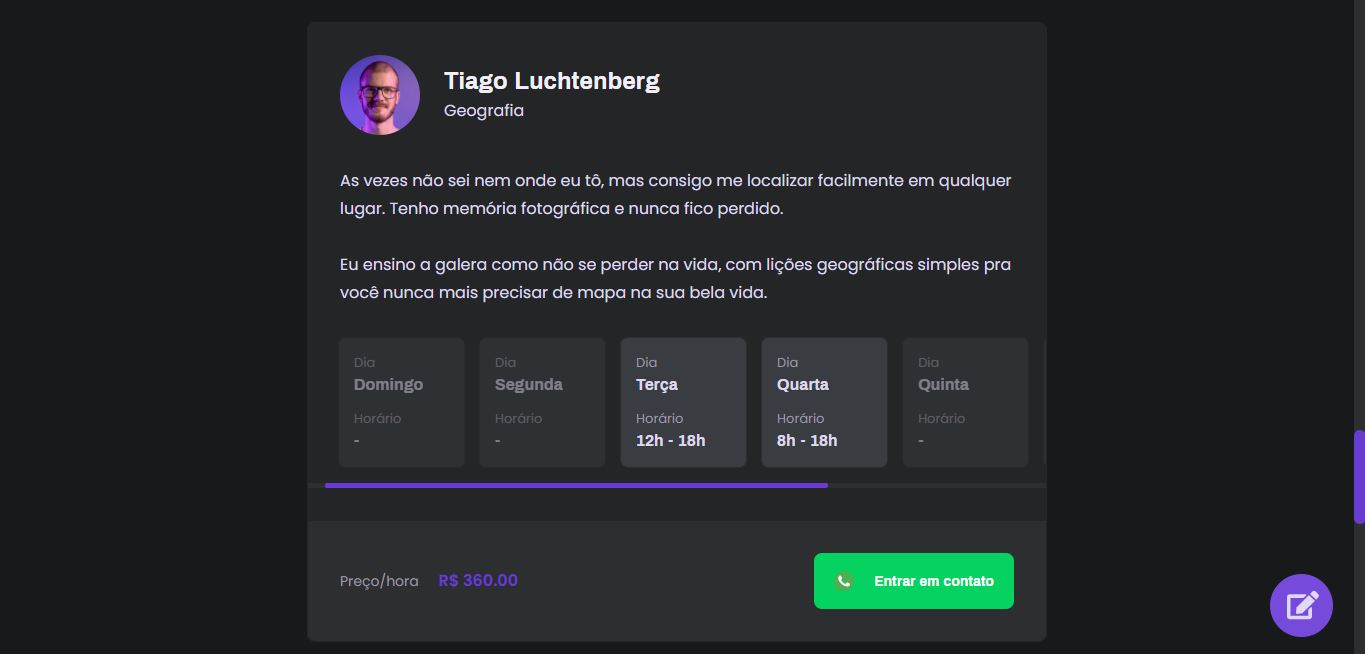 Tiago Luchtenberg
Geografia
As vezes não sei nem onde eu tô, mas consigo me localizar facilmente em qualquer
lugar. Tenho memória fotográfica e nunca fico perdido.
Eu ensino a galera como não se perder na vida, com lições geográficas simples pra
você nunca mais precisar de mapa na sua bela vida.
Dia
Domingo
Horário
-
Dia
Segunda
Horário
-
Dia
Terça
Horário
12h - 18h
Dia
Quarta
Horário
8h - 18h
Dia
Quinta
Horário
-
Preço/hora R$ 360.00
Entrar em contato